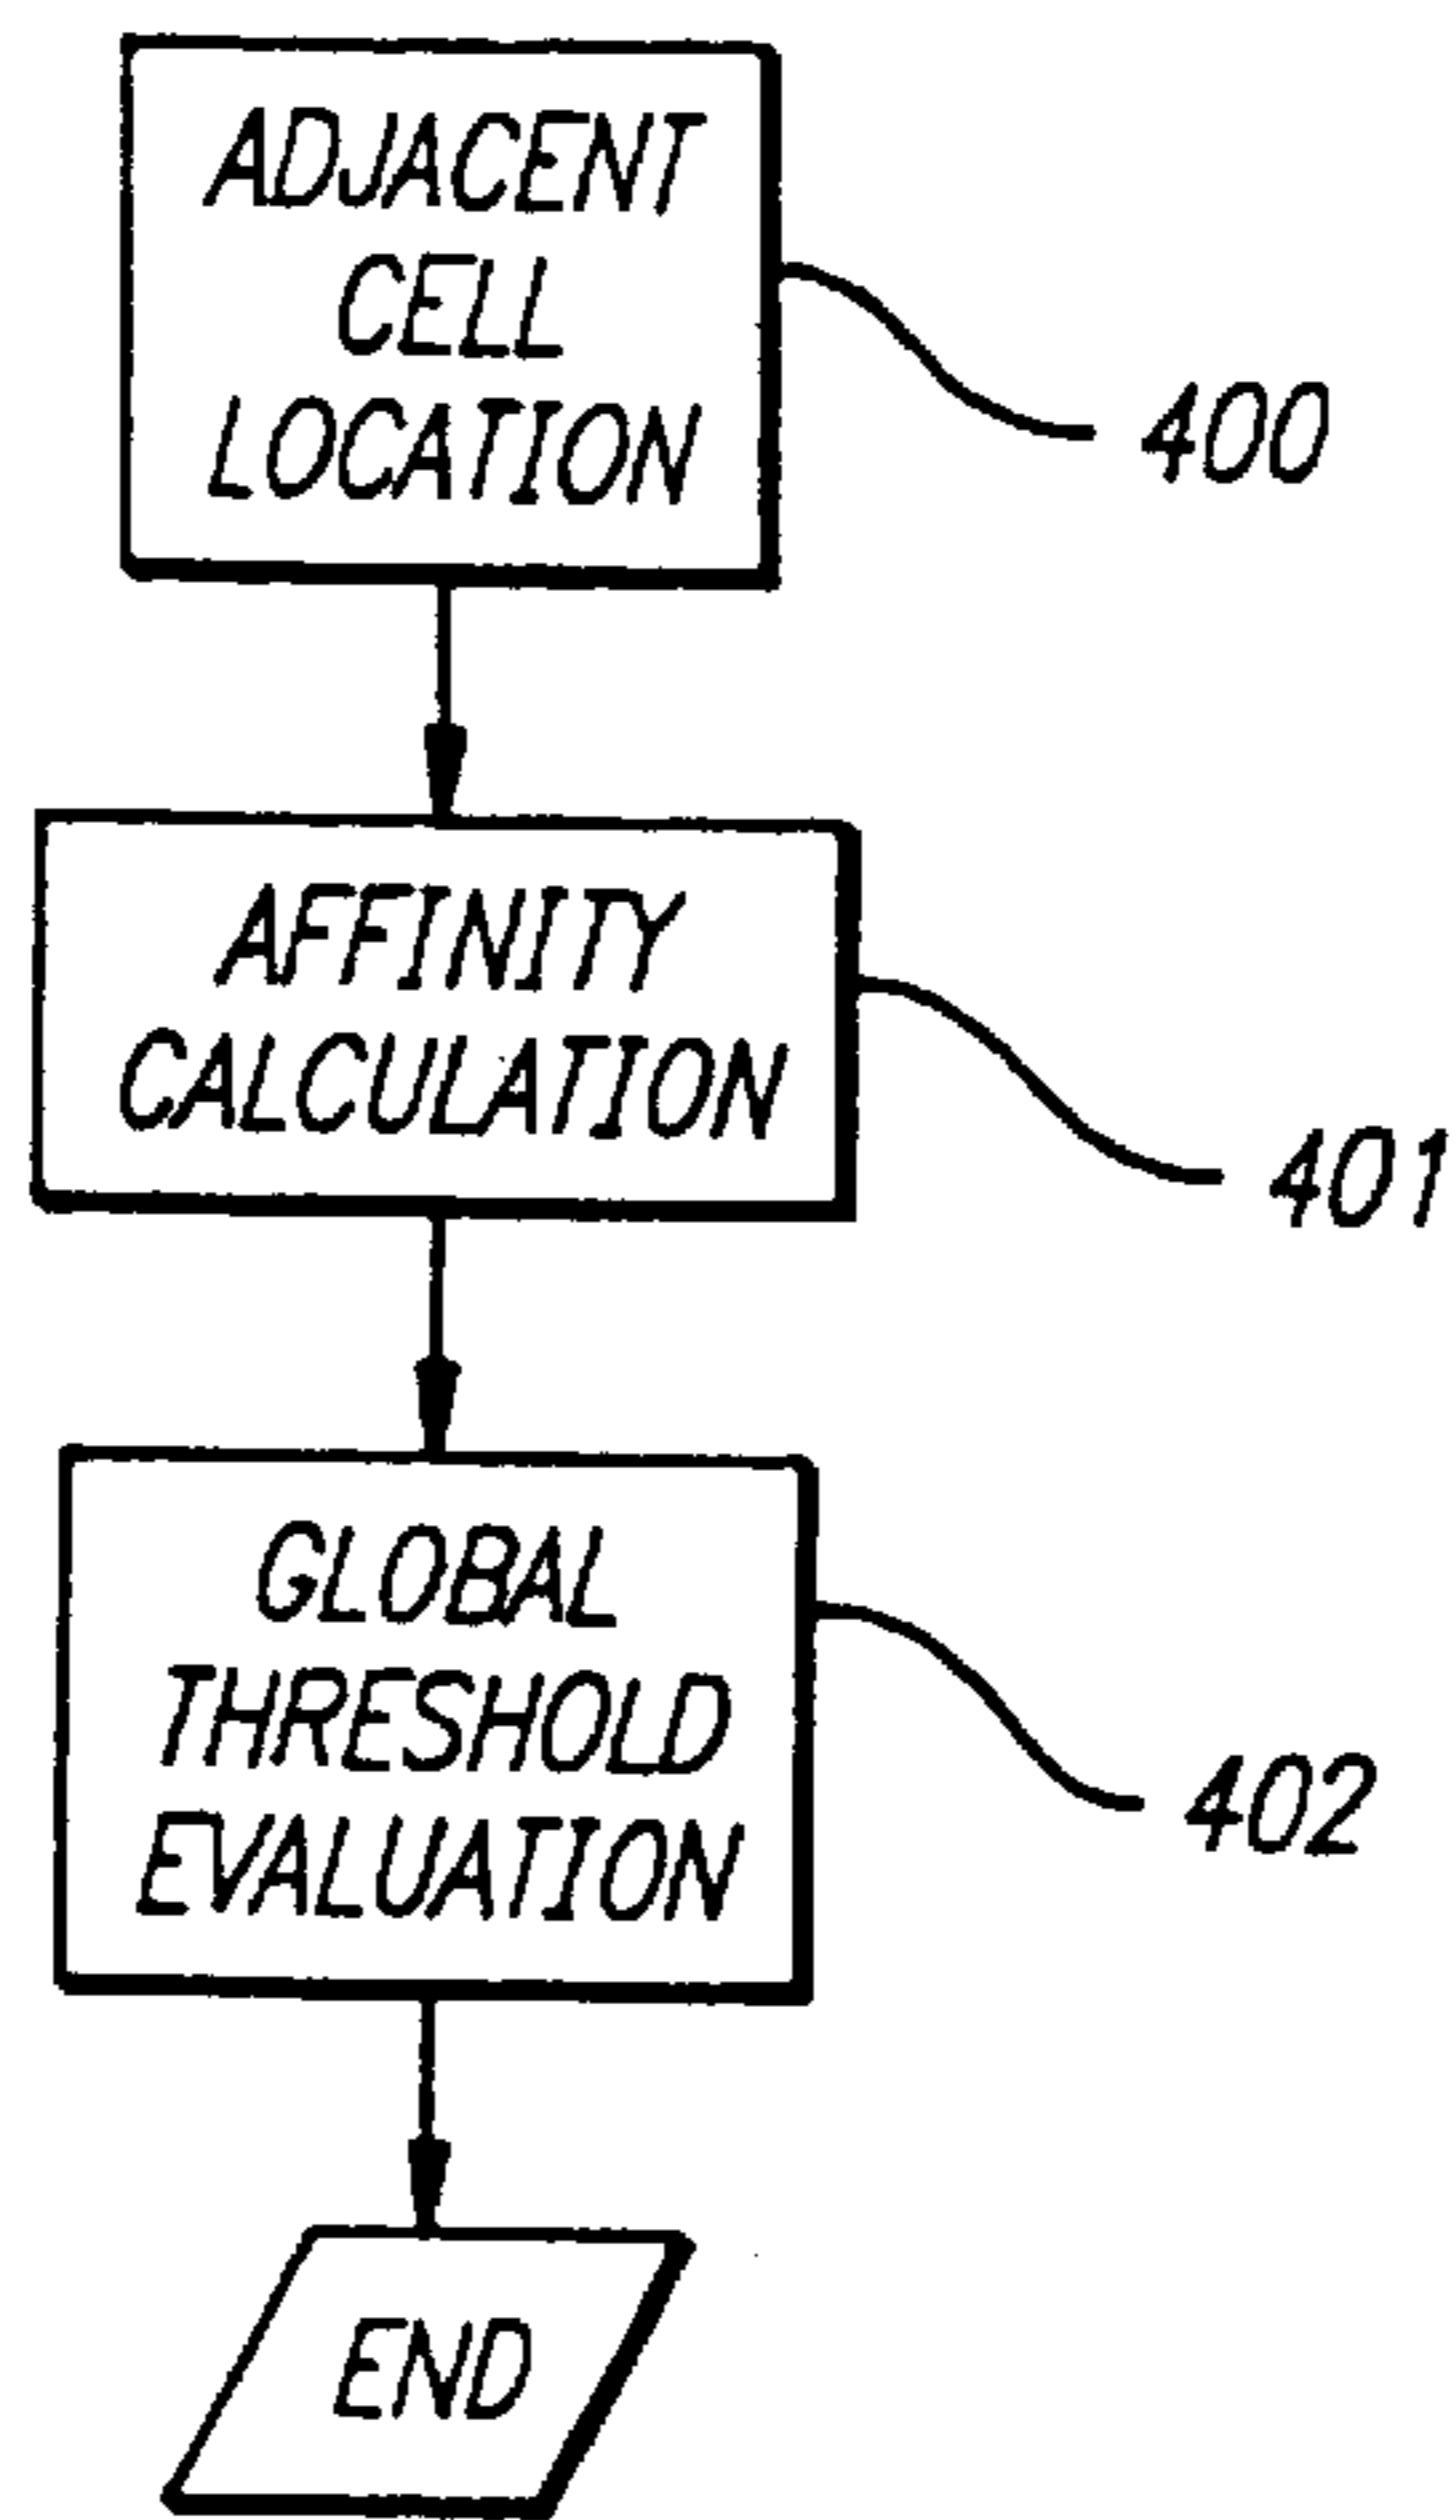 ADJACENT
CELL
LOCATION
400
AFFINITY
CALCULATION
401
GLOBAL
THRESHOLD
EVALUATION
402
END